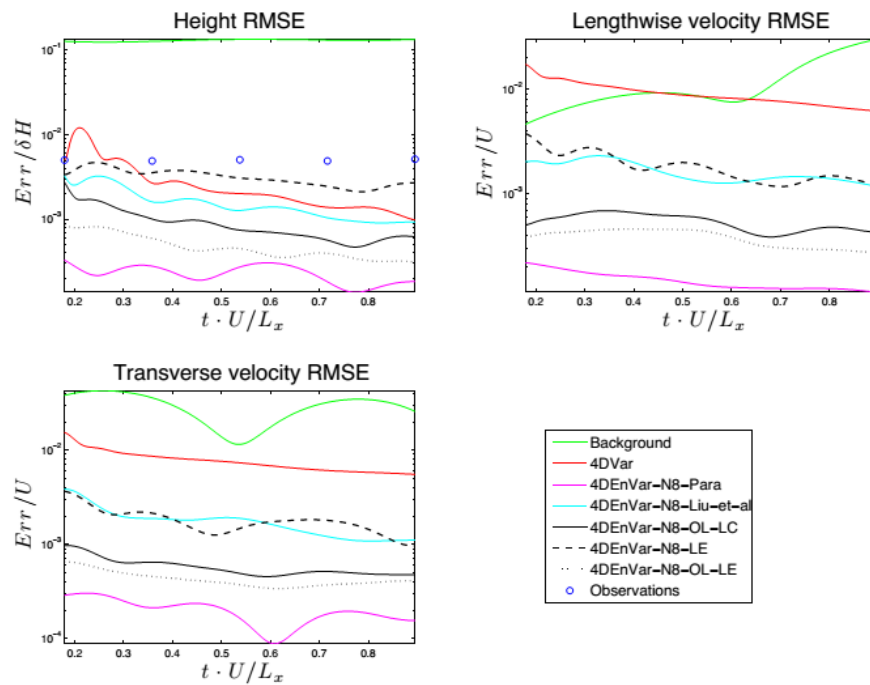 Height RMSE
Err/δH
10⁻¹
10⁻²
10⁻³
0.2 0.3 0.4 0.5 0.6 0.7 0.8
t · U/Lₓ
Lengthwise velocity RMSE
Err/U
10⁻²
10⁻³
0.2 0.3 0.4 0.5 0.6 0.7 0.8
t · U/Lₓ
Transverse velocity RMSE
Err/U
10⁻²
10⁻³
10⁻⁴
0.2 0.3 0.4 0.5 0.6 0.7 0.8
t · U/Lₓ
Background
4DVar
4DEnVar-N8-Para
4DEnVar-N8-Liu-et-al
4DEnVar-N8-OL-LC
4DEnVar-N8-LE
4DEnVar-N8-OL-LE
Observations